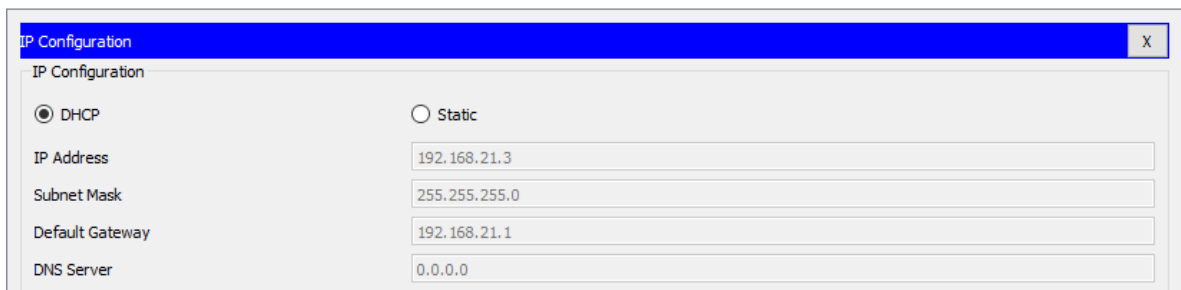 IP Configuration X
IP Configuration
DHCP Static
IP Address 192.168.21.3
Subnet Mask 255.255.255.0
Default Gateway 192.168.21.1
DNS Server 0.0.0.0